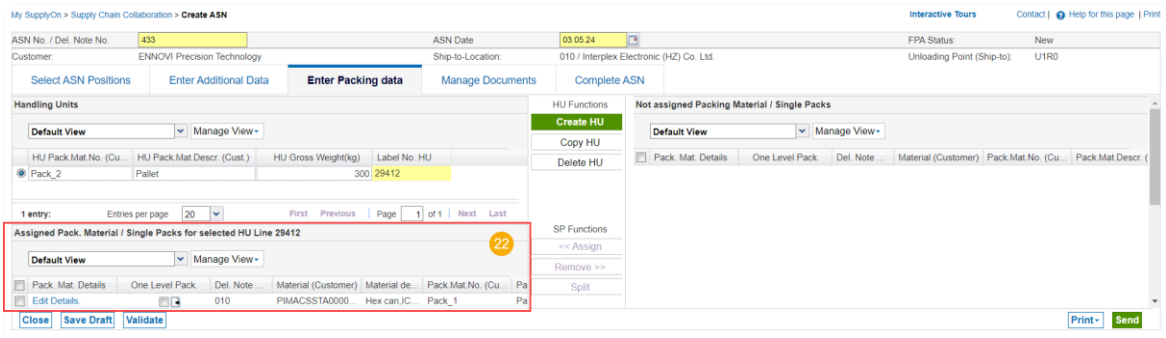 My SupplyOn > Supply Chain Collaboration > Create ASN
Interactive Tours
Contact | Help for this page | Print
ASN No. / Del. Note No. 433 ASN Date 03.05.24 FPA Status: New
Customer: ENNOVI Precision Technology Ship-to-Location: 010 / Interplex Electronic (HZ) Co. Ltd. Unloading Point (Ship-to): U1R0
Select ASN Positions Enter Additional Data Enter Packing data Manage Documents Complete ASN
Handling Units
Default View Manage View
HU Pack.Mat.No. (Cu... HU Pack.Mat.Descr. (Cust.) HU Gross Weight(kg) Label No. HU
Pack_2 Pallet 300 29412
1 entry: Entries per page 20 First Previous | Page 1 of 1 | Next Last
Assigned Pack. Material / Single Packs for selected HU Line 29412
22
Default View Manage View
Pack. Mat. Details One Level Pack. Del. Note ... Material (Customer) Material de... Pack.Mat.No. (Cu... Pa
Edit Details. 010 PIMACSSTA0000... Hex can,IC... Pack_1 Pa
HU Functions
Create HU
Copy HU
Delete HU
SP Functions
<< Assign
Remove >>
Split
Not assigned Packing Material / Single Packs
Default View Manage View
Pack. Mat. Details One Level Pack. Del. Note ... Material (Customer) Pack.Mat.No. (Cu... Pack.Mat.Descr. (
Close Save Draft Validate Print Send